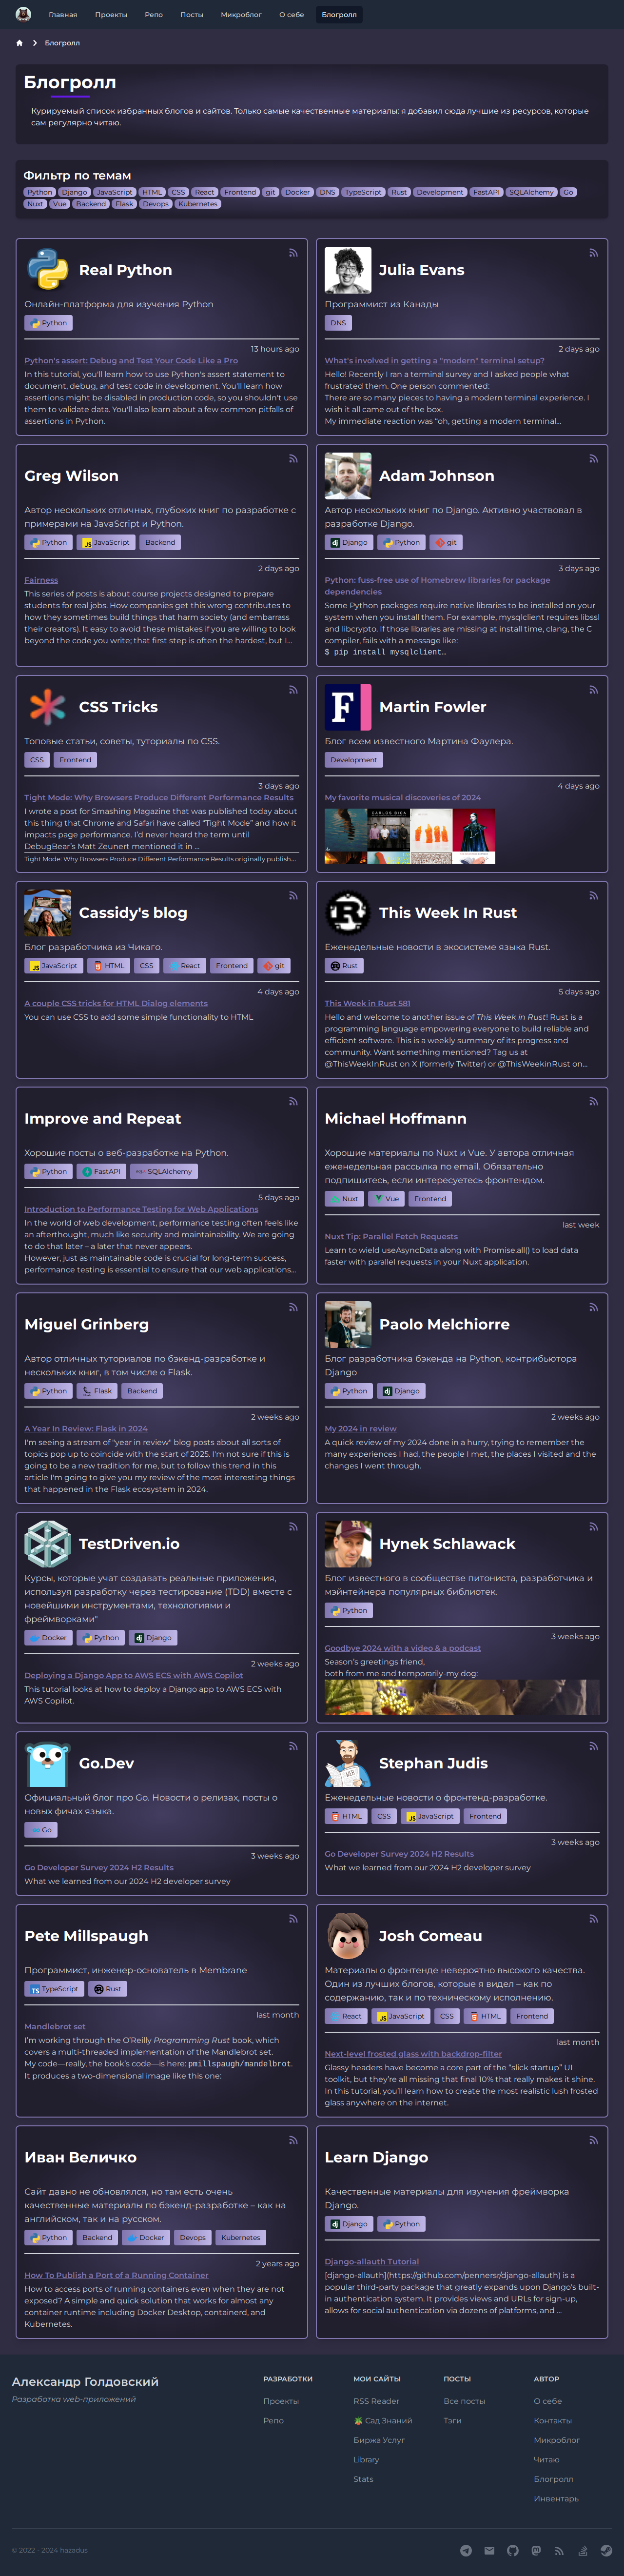 Главная Проекты Репо Посты Микроблог О себе Блогролл
Блогролл
Блогролл
Курируемый список избранных блогов и сайтов. Только самые качественные материалы: я добавил сюда лучшие из ресурсов, которые
сам регулярно читаю.
Фильтр по темам
Python Django JavaScript HTML CSS React Frontend git Docker DNS TypeScript Rust Development FastAPI SQLAlchemy Go
Nuxt Vue Backend Flask Devops Kubernetes
Real Python
Онлайн-платформа для изучения Python
Python
13 hours ago
Python's assert: Debug and Test Your Code Like a Pro
In this tutorial, you'll learn how to use Python's assert statement to
document, debug, and test code in development. You'll learn how
assertions might be disabled in production code, so you shouldn't use
them to validate data. You'll also learn about a few common pitfalls of
assertions in Python.
Julia Evans
Программист из Канады
DNS
2 days ago
What's involved in getting a "modern" terminal setup?
Hello! Recently I ran a terminal survey and I asked people what
frustrated them. One person commented:
There are so many pieces to having a modern terminal experience. I
wish it all came out of the box.
My immediate reaction was “oh, getting a modern terminal…
Greg Wilson
Автор нескольких отличных, глубоких книг по разработке с
примерами на JavaScript и Python.
Python JavaScript Backend
2 days ago
Fairness
This series of posts is about course projects designed to prepare
students for real jobs. How companies get this wrong contributes to
how they sometimes build things that harm society (and embarrass
their creators). It easy to avoid these mistakes if you are willing to look
beyond the code you write; that first step is often the hardest, but I…
Adam Johnson
Автор нескольких книг по Django. Активно участвовал в
разработке Django.
Django Python git
3 days ago
Python: fuss-free use of Homebrew libraries for package
dependencies
Some Python packages require native libraries to be installed on your
system when you install them. For example, mysqlclient requires libssl
and libcrypto. If those libraries are missing at install time, clang, the C
compiler, fails with a message like:
$ pip install mysqlclient…
CSS Tricks
Топовые статьи, советы, туториалы по CSS.
CSS Frontend
3 days ago
Tight Mode: Why Browsers Produce Different Performance Results
I wrote a post for Smashing Magazine that was published today about
this thing that Chrome and Safari have called “Tight Mode” and how it
impacts page performance. I’d never heard the term until
DebugBear’s Matt Zeunert mentioned it in …
Tight Mode: Why Browsers Produce Different Performance Results originally publish…
Martin Fowler
Блог всем известного Мартина Фаулера.
Development
4 days ago
My favorite musical discoveries of 2024
Cassidy's blog
Блог разработчика из Чикаго.
JavaScript HTML CSS React Frontend git
4 days ago
A couple CSS tricks for HTML Dialog elements
You can use CSS to add some simple functionality to HTML
This Week In Rust
Еженедельные новости в экосистеме языка Rust.
Rust
5 days ago
This Week in Rust 581
Hello and welcome to another issue of This Week in Rust! Rust is a
programming language empowering everyone to build reliable and
efficient software. This is a weekly summary of its progress and
community. Want something mentioned? Tag us at
@ThisWeekInRust on X (formerly Twitter) or @ThisWeekinRust on…
Improve and Repeat
Хорошие посты о веб-разработке на Python.
Python FastAPI SQLAlchemy
5 days ago
Introduction to Performance Testing for Web Applications
In the world of web development, performance testing often feels like
an afterthought, much like security and maintainability. We are going
to do that later – a later that never appears.
However, just as maintainable code is crucial for long-term success,
performance testing is essential to ensure that our web applications…
Michael Hoffmann
Хорошие материалы по Nuxt и Vue. У автора отличная
еженедельная рассылка по email. Обязательно
подпишитесь, если интересуетесь фронтендом.
Nuxt Vue Frontend
last week
Nuxt Tip: Parallel Fetch Requests
Learn to wield useAsyncData along with Promise.all() to load data
faster with parallel requests in your Nuxt application.
Miguel Grinberg
Автор отличных туториалов по бэкенд-разработке и
нескольких книг, в том числе о Flask.
Python Flask Backend
2 weeks ago
A Year In Review: Flask in 2024
I'm seeing a stream of "year in review" blog posts about all sorts of
topics pop up to coincide with the start of 2025. I'm not sure if this is
going to be a new tradition for me, but to follow this trend in this
article I'm going to give you my review of the most interesting things
that happened in the Flask ecosystem in 2024.
Paolo Melchiorre
Блог разработчика бэкенда на Python, контрибьютора
Django
Python Django
2 weeks ago
My 2024 in review
A quick review of my 2024 done in a hurry, trying to remember the
many experiences I had, the people I met, the places I visited and the
changes I went through.
TestDriven.io
Курсы, которые учат создавать реальные приложения,
используя разработку через тестирование (TDD) вместе с
новейшими инструментами, технологиями и
фреймворками"
Docker Python Django
2 weeks ago
Deploying a Django App to AWS ECS with AWS Copilot
This tutorial looks at how to deploy a Django app to AWS ECS with
AWS Copilot.
Hynek Schlawack
Блог известного в сообществе питониста, разработчика и
мэйнтейнера популярных библиотек.
Python
3 weeks ago
Goodbye 2024 with a video & a podcast
Season’s greetings friend,
both from me and temporarily-my dog:
Go.Dev
Официальный блог про Go. Новости о релизах, посты о
новых фичах языка.
Go
3 weeks ago
Go Developer Survey 2024 H2 Results
What we learned from our 2024 H2 developer survey
Stephan Judis
Еженедельные новости о фронтенд-разработке.
HTML CSS JavaScript Frontend
3 weeks ago
Go Developer Survey 2024 H2 Results
What we learned from our 2024 H2 developer survey
Pete Millspaugh
Программист, инженер-основатель в Membrane
TypeScript Rust
last month
Mandlebrot set
I’m working through the O’Reilly Programming Rust book, which
covers a multi-threaded implementation of the Mandlebrot set.
My code—really, the book’s code—is here: pmillspaugh/mandelbrot.
It produces a two-dimensional image like this one:
Josh Comeau
Материалы о фронтенде невероятно высокого качества.
Один из лучших блогов, которые я видел – как по
содержанию, так и по техническому исполнению.
React JavaScript CSS HTML Frontend
last month
Next-level frosted glass with backdrop-filter
Glassy headers have become a core part of the “slick startup” UI
toolkit, but they’re all missing that final 10% that really makes it shine.
In this tutorial, you’ll learn how to create the most realistic lush frosted
glass anywhere on the internet.
Иван Величко
Сайт давно не обновлялся, но там есть очень
качественные материалы по бэкенд-разработке – как на
английском, так и на русском.
Python Backend Docker Devops Kubernetes
2 years ago
How To Publish a Port of a Running Container
How to access ports of running containers even when they are not
exposed? A simple and quick solution that works for almost any
container runtime including Docker Desktop, containerd, and
Kubernetes.
Learn Django
Качественные материалы для изучения фреймворка
Django.
Django Python
Django-allauth Tutorial
[django-allauth](https://github.com/pennersr/django-allauth) is a
popular third-party package that greatly expands upon Django's built-
in authentication system. It provides views and URLs for sign-up,
allows for social authentication via dozens of platforms, and …
Александр Голдовский
Разработка web-приложений
РАЗРАБОТКИ
Проекты
Репо
МОИ САЙТЫ
RSS Reader
Сад Знаний
Биржа Услуг
Library
Stats
ПОСТЫ
Все посты
Тэги
АВТОР
О себе
Контакты
Микроблог
Читаю
Блогролл
Инвентарь
© 2022 - 2024 hazadus